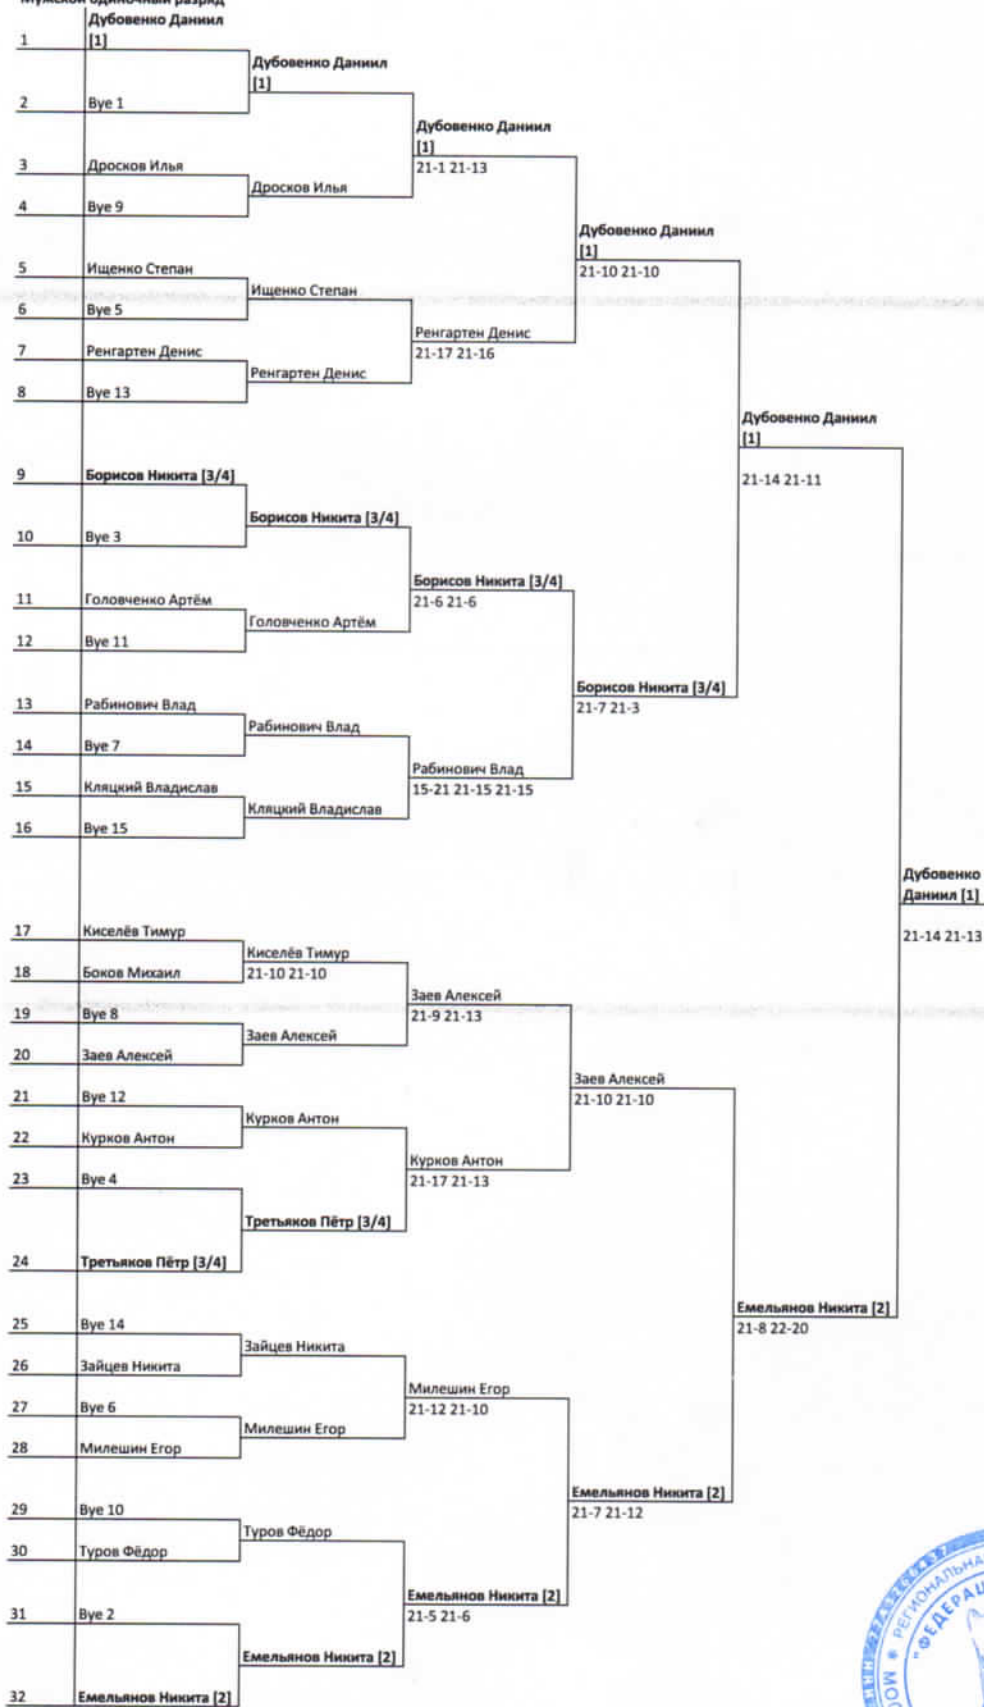 Мужской одиночный разряд
Дубовенко Даниил
1 [1]
Дубовенко Даниил
[1]
2 Bye 1
Дубовенко Даниил
[1]
3 Дросков Илья
21-1 21-13
Дросков Илья
4 Bye 9
Дубовенко Даниил
[1]
5 Ищенко Степан
21-10 21-10
Ищенко Степан
6 Bye 5
Ренгартен Денис
7 Ренгартен Денис
21-17 21-16
Ренгартен Денис
8 Bye 13
Дубовенко Даниил
[1]
9 Борисов Никита [3/4]
21-14 21-11
Борисов Никита [3/4]
10 Bye 3
Борисов Никита [3/4]
11 Головченко Артём
21-6 21-6
Головченко Артём
12 Bye 11
Борисов Никита [3/4]
13 Рабинович Влад
21-7 21-3
Рабинович Влад
14 Bye 7
Рабинович Влад
15 Кляцкий Владислав
15-21 21-15 21-15
Кляцкий Владислав
16 Bye 15
Дубовенко
Даниил [1]
17 Киселёв Тимур
21-14 21-13
Киселёв Тимур
18 Боков Михаил
21-10 21-10
Заев Алексей
19 Bye 8
21-9 21-13
Заев Алексей
20 Заев Алексей
Заев Алексей
21 Bye 12
21-10 21-10
Курков Антон
22 Курков Антон
Курков Антон
23 Bye 4
21-17 21-13
Третьяков Пётр [3/4]
24 Третьяков Пётр [3/4]
Емельянов Никита [2]
25 Bye 14
21-8 22-20
Зайцев Никита
26 Зайцев Никита
Милешин Егор
27 Bye 6
21-12 21-10
Милешин Егор
28 Милешин Егор
Емельянов Никита [2]
29 Bye 10
21-7 21-12
Туров Фёдор
30 Туров Фёдор
Емельянов Никита [2]
31 Bye 2
21-5 21-6
Емельянов Никита [2]
32 Емельянов Никита [2]